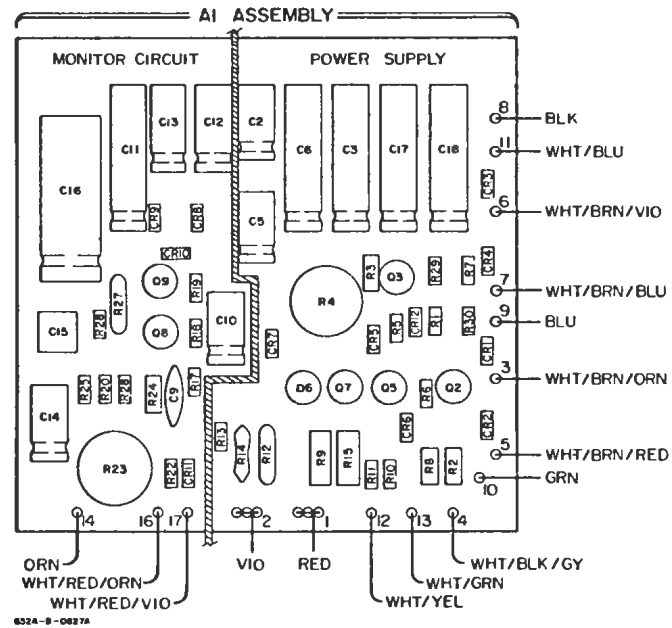 A1 ASSEMBLY
MONITOR CIRCUIT POWER SUPPLY
C16
C11
C13
C12
C2
C6
C3
C17
C18
8 BLK
11 WHT/BLU
CR3
6 WHT/BRN/VIO
CR9
CR8
C5
CR10
Q9
R19
R27
R3
Q3
R29
R7
CR4
7 WHT/BRN/BLU
R4
C15
R28
Q8
R18
C10
CR7
CR5
R5
CR12
R1
R30
9 BLU
CR1
3 WHT/BRN/ORN
C14
R25
R20
R28
R24
C9
R17
D6
Q7
Q5
R6
Q2
CR2
CR6
R13
R14
R12
R9
R15
R11
R10
R8
R2
5 WHT/BRN/RED
10 GRN
R23
R22
CR11
14
16
17
2
1
12
13
4
ORN
WHT/RED/ORN
WHT/RED/VIO
VIO
RED
WHT/BLK/GY
WHT/GRN
WHT/YEL
652A-B-0627A